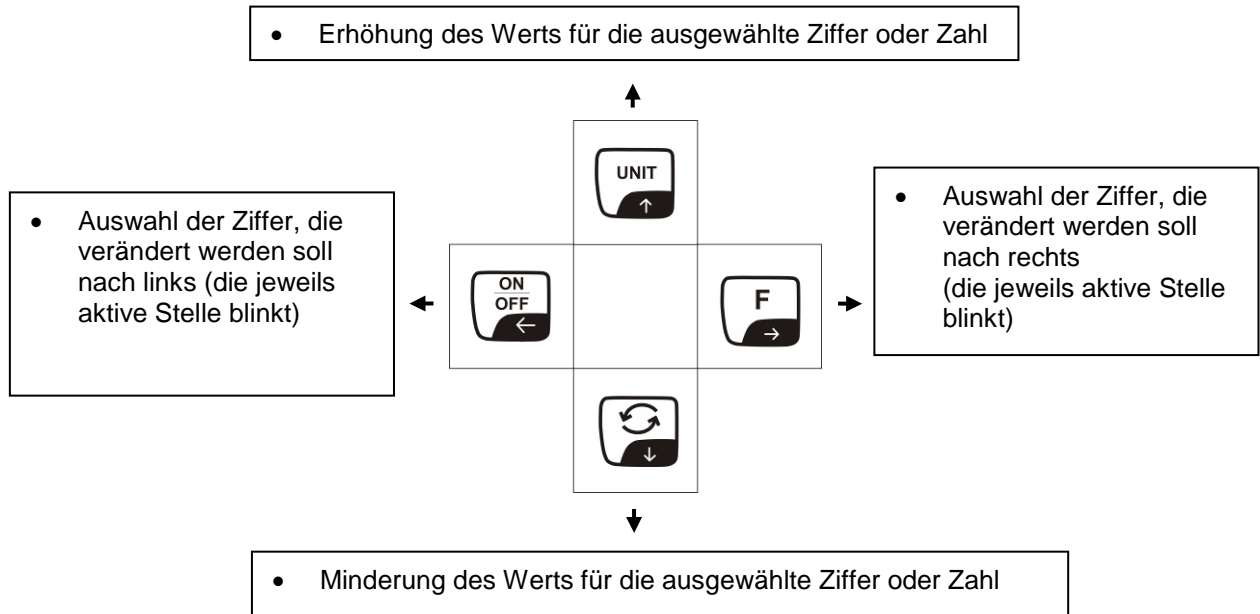 • Erhöhung des Werts für die ausgewählte Ziffer oder Zahl
UNIT
↑
• Auswahl der Ziffer, die
verändert werden soll
nach links (die jeweils
aktive Stelle blinkt)
ON
OFF
←
F
→
• Auswahl der Ziffer, die
verändert werden soll
nach rechts
(die jeweils aktive Stelle
blinkt)
↓
• Minderung des Werts für die ausgewählte Ziffer oder Zahl